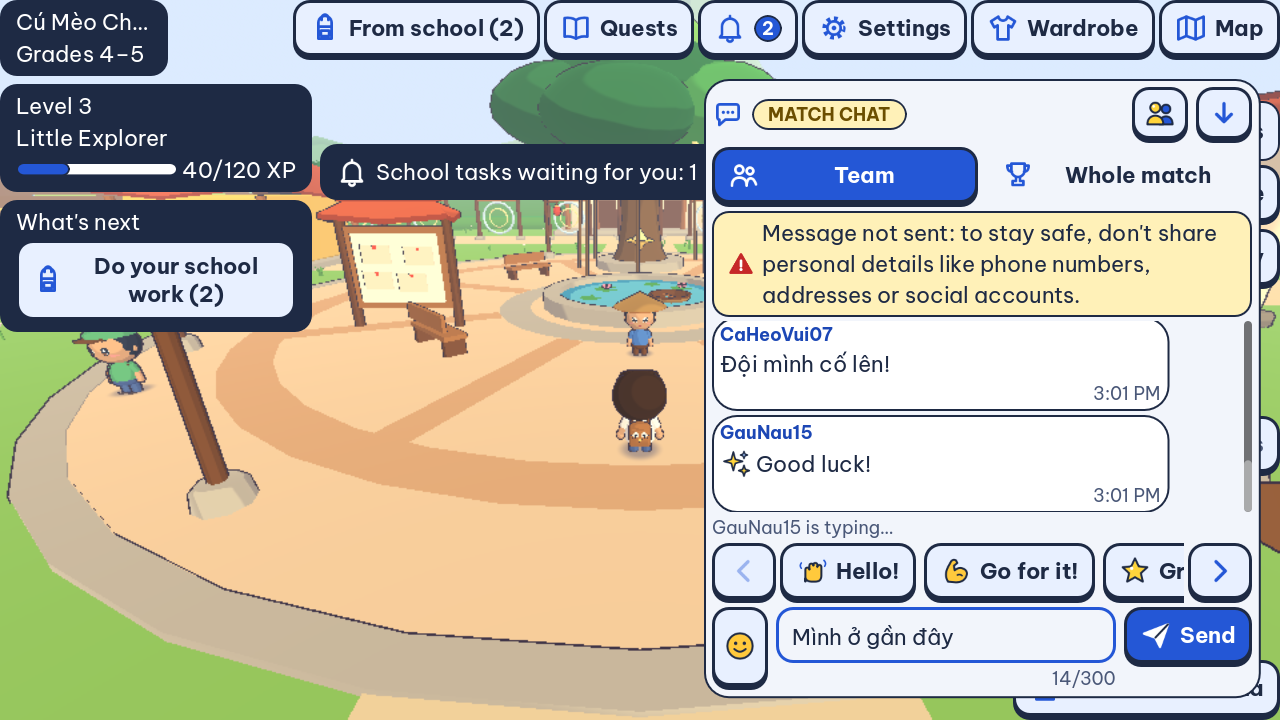 Cú Mèo Ch...
Grades 4–5
From school (2)
Quests
2
Settings
Wardrobe
Map
Level 3
Little Explorer
40/120 XP
School tasks waiting for you: 1
What's next
Do your school
work (2)
MATCH CHAT
Team
Whole match
Message not sent: to stay safe, don't share
personal details like phone numbers,
addresses or social accounts.
CaHeoVui07
Đội mình cố lên!
3:01 PM
GauNau15
Good luck!
3:01 PM
GauNau15 is typing...
Hello!
Go for it!
Gr
Mình ở gần đây
Send
14/300